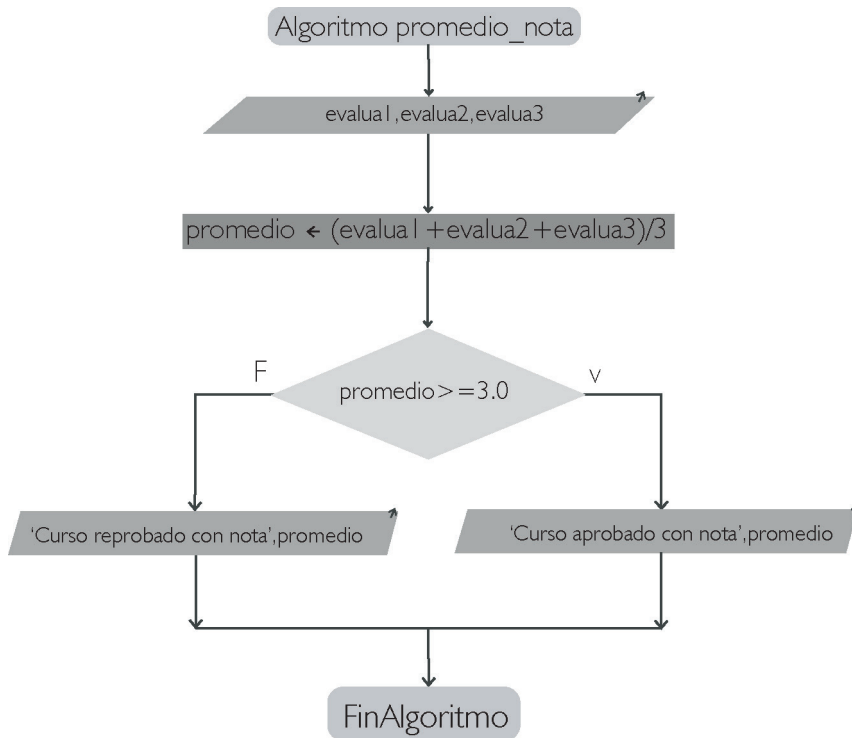 Algoritmo promedio_nota
evalua1,evalua2,evalua3
promedio ← (evalua1+evalua2+evalua3)/3
promedio>=3.0
F
v
‘Curso reprobado con nota’,promedio
‘Curso aprobado con nota’,promedio
FinAlgoritmo